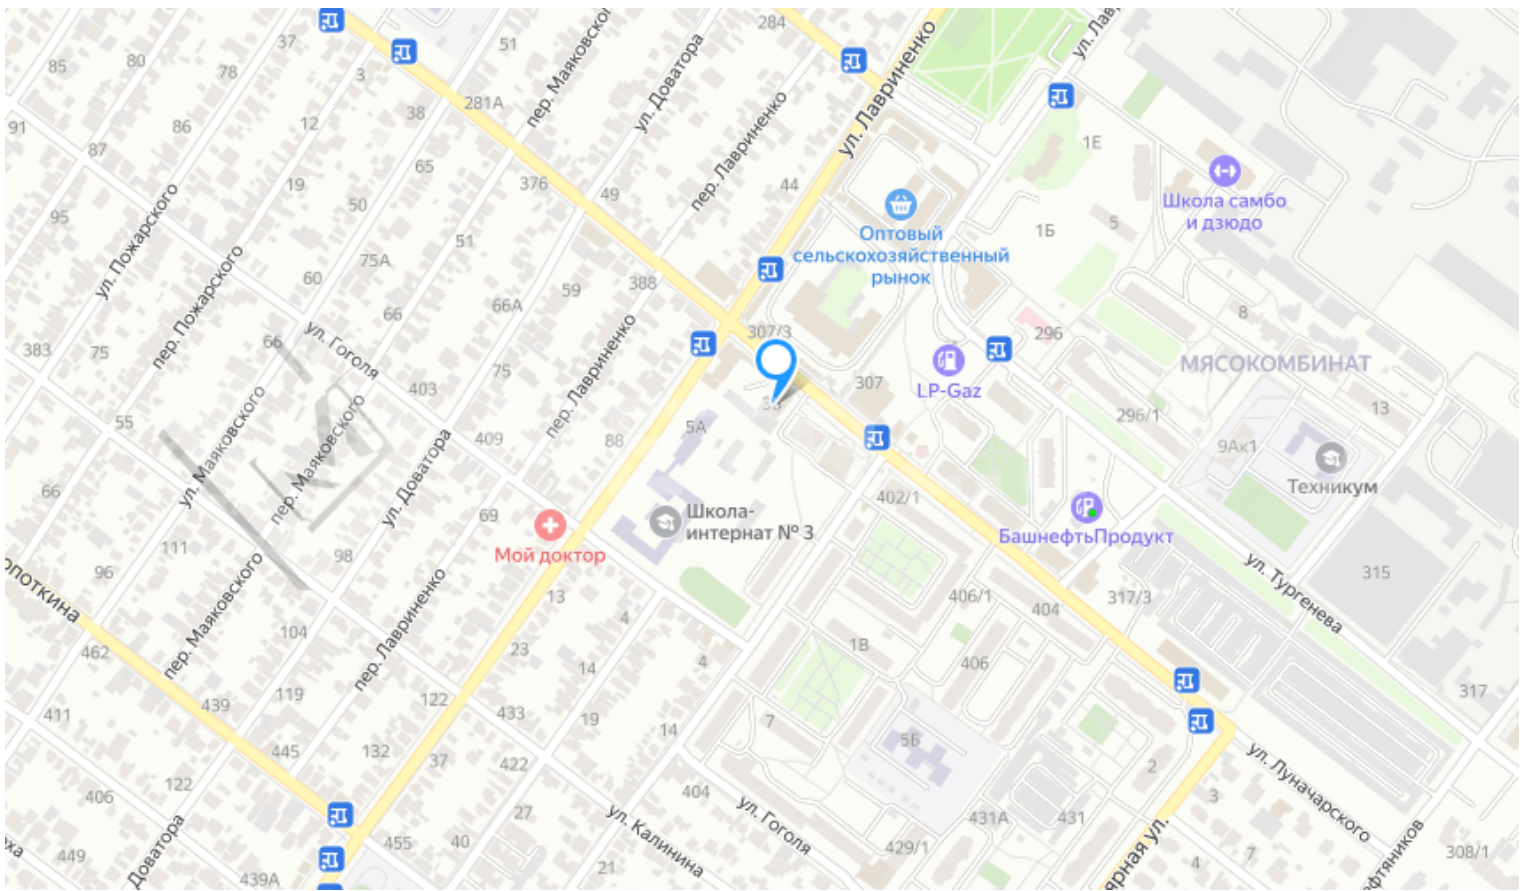 284
37
51
80
85
78
3
281А
пер. Маяковского
ул. Доватора
пер. Лавриненко
ул. Лавриненко
ул. Лав
91
86
12
38
87
1Е
65
376
49
44
19
Школа самбо
и дзюдо
95
50
ул. Пожарского
пер. Пожарского
51
75А
1Б
5
Оптовый
сельскохозяйственный
рынок
60
59
388
66А
66
8
383
75
66
ул. Гоголя
307/3
296
МЯСОКОМБИНАТ
75
пер. Лавриненко
403
307
LP-Gaz
296/1
13
55
ул. Маяковского
пер. Маяковского
ул. Доватора
409
88
5А
9Ак1
Техникум
66
69
402/1
Школа-
интернат № 3
БашнефтьПродукт
Мой доктор
111
98
96
ул. Тургенева
315
опоткина
пер. Маяковского
пер. Лавриненко
13
4
406/1
404
317/3
104
462
23
14
4
1В
406
439
119
122
433
19
14
7
5Б
317
411
445
132
37
422
2
ул. Луначарского
122
406
404
ул. Гоголя
3
27
ул. Калинина
431А
431
449
Доватора
455
40
439А
21
429/1
ярная ул.
4
7
ефтяников
308/1